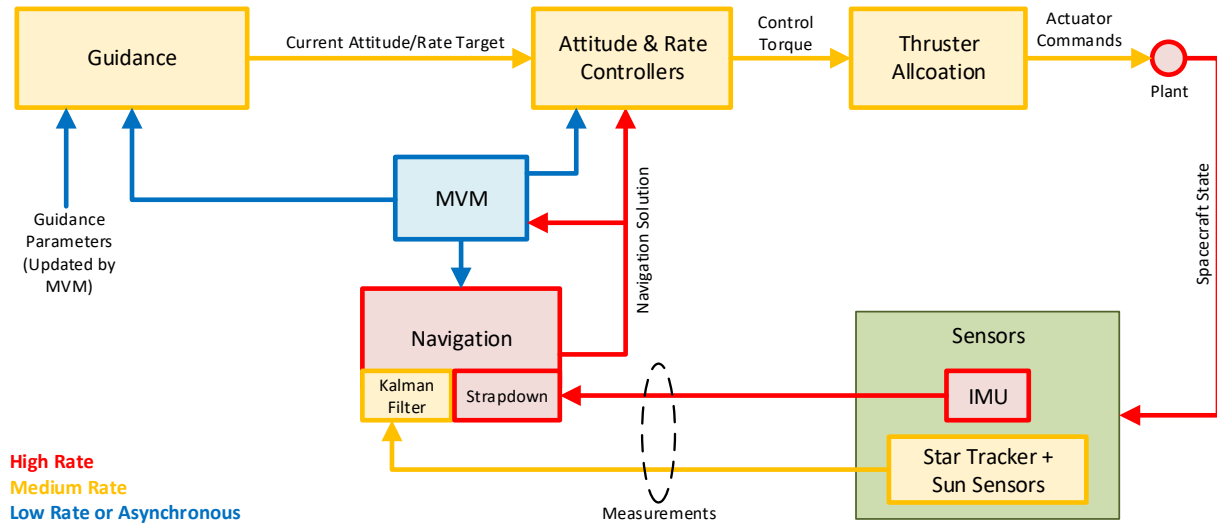 Guidance
Current Attitude/Rate Target
Attitude & Rate
Controllers
Control
Torque
Thruster
Allcoation
Actuator
Commands
Plant
MVM
Guidance
Parameters
(Updated by
MVM)
Navigation Solution
Spacecraft State
Navigation
Kalman
Filter
Strapdown
Sensors
IMU
Star Tracker +
Sun Sensors
Measurements
High Rate
Medium Rate
Low Rate or Asynchronous